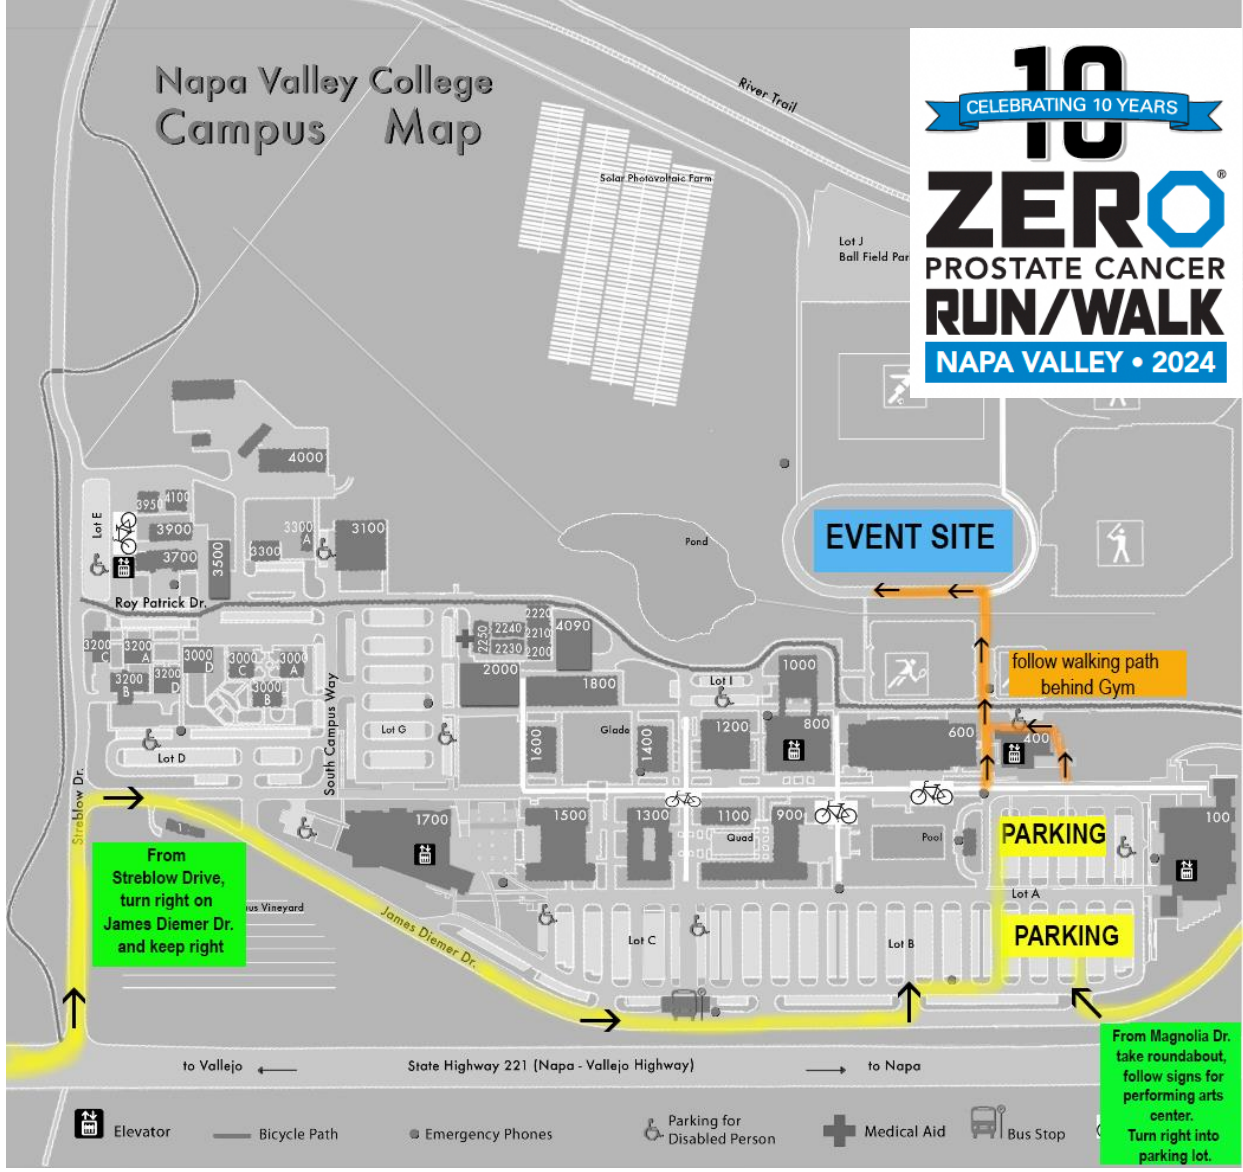 Napa Valley College
Campus Map
River Trail
Solar Photovoltaic Farm
Lot J
Ball Field Par
10
CELEBRATING 10 YEARS
ZERO®
PROSTATE CANCER
RUN/WALK
NAPA VALLEY • 2024
4000
3950
4100
3900
3700
3500
3300
A
3300
3100
Lot E
Roy Patrick Dr.
Pond
EVENT SITE
3200
C
3200
A
3200
B
3200
D
3000
D
3000
C
3000
A
3000
B
2250
2240
2230
2220
2210
2200
4090
2000
1800
Lot I
1000
follow walking path
behind Gym
South Campus Way
Lot G
Lot D
1600
Glade
1400
1200
800
600
400
Streblow Dr.
1700
1500
1300
1100
900
Quad
Pool
PARKING
100
Lot A
PARKING
From
Streblow Drive,
turn right on
James Diemer Dr.
and keep right
us Vineyard
James Diemer Dr.
Lot C
Lot B
From Magnolia Dr.
take roundabout,
follow signs for
performing arts
center.
Turn right into
parking lot.
to Vallejo
State Highway 221 (Napa - Vallejo Highway)
to Napa
Elevator
Bicycle Path
Emergency Phones
Parking for
Disabled Person
Medical Aid
Bus Stop